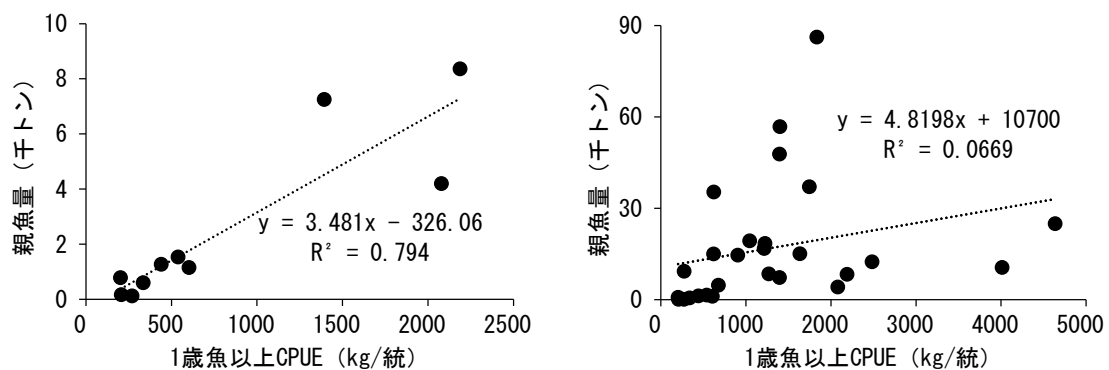 10
8
6
4
2
0
親魚量（千トン）
y = 3.481x − 326.06
R² = 0.794
0 500 1000 1500 2000 2500
1歳魚以上CPUE（kg/統）
90
60
30
0
親魚量（千トン）
y = 4.8198x + 10700
R² = 0.0669
0 1000 2000 3000 4000 5000
1歳魚以上CPUE（kg/統）